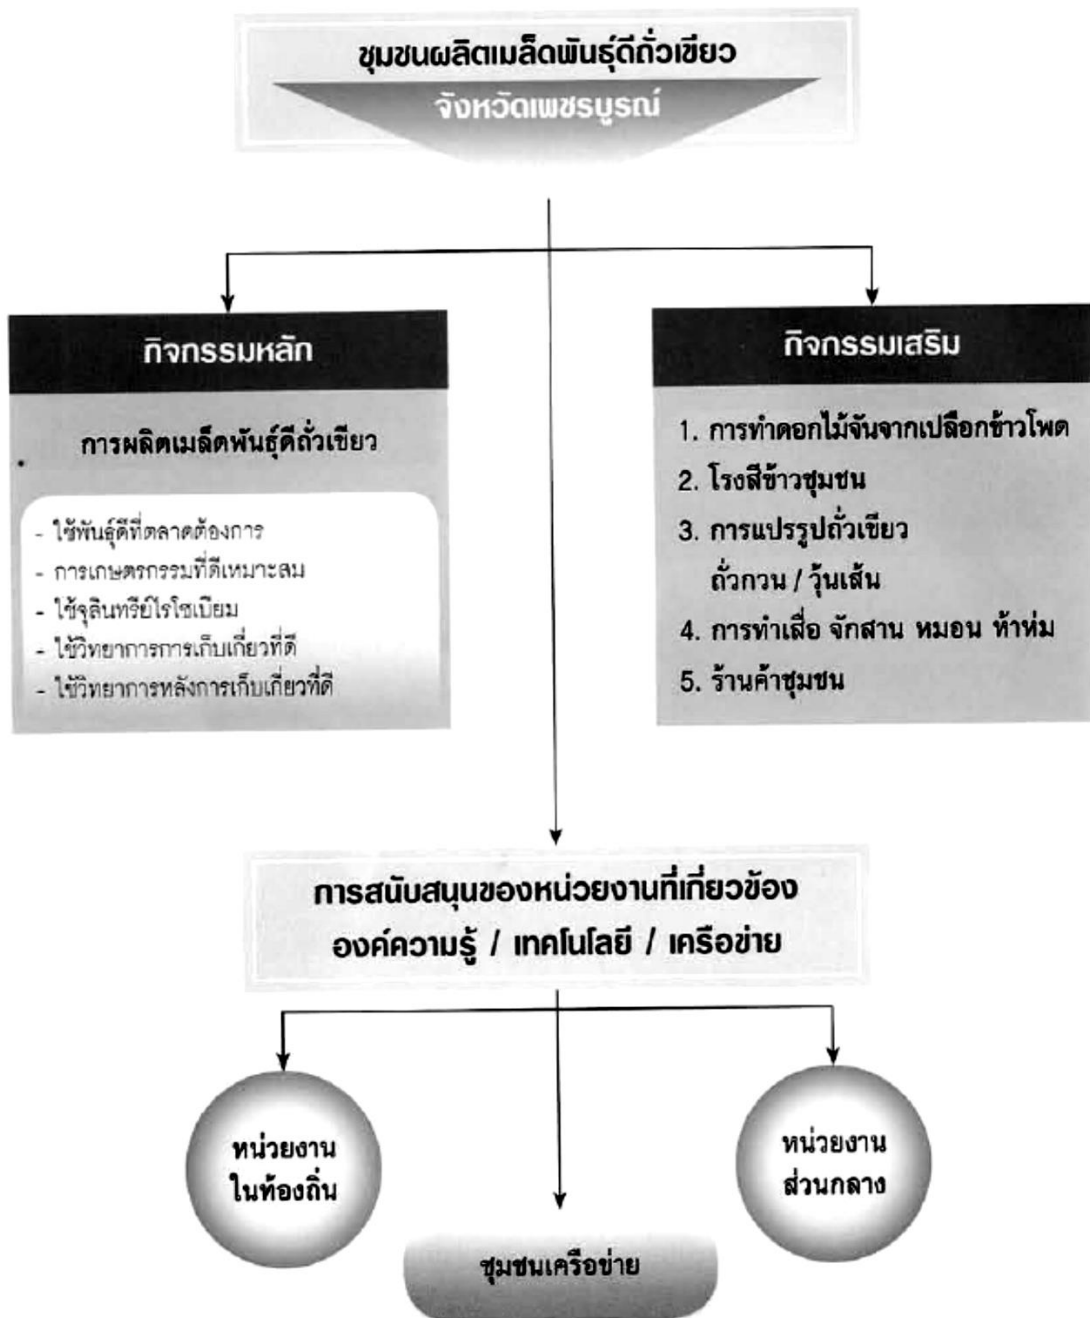 ชุมชนผลิตเมล็ดพันธุ์ดีถั่วเขียว
จังหวัดเพชรบูรณ์
กิจกรรมหลัก
การผลิตเมล็ดพันธุ์ดีถั่วเขียว
- ใช้พันธุ์ดีที่ตลาดต้องการ
- การเกษตรกรรมที่ดีเหมาะสม
- ใช้จุลินทรีย์ไรโซเบียม
- ใช้วิทยาการการเก็บเกี่ยวที่ดี
- ใช้วิทยาการหลังการเก็บเกี่ยวที่ดี
กิจกรรมเสริม
1. การทำดอกไม้จันจากเปลือกข้าวโพด
2. โรงสีข้าวชุมชน
3. การแปรรูปถั่วเขียว
ถั่วกวน / วุ้นเส้น
4. การทำเสื่อ จักสาน หมอน ห้าห่ม
5. ร้านค้าชุมชน
การสนับสนุนของหน่วยงานที่เกี่ยวข้อง
องค์ความรู้ / เทคโนโลยี / เครือข่าย
หน่วยงาน
ในท้องถิ่น
หน่วยงาน
ส่วนกลาง
ชุมชนเครือข่าย